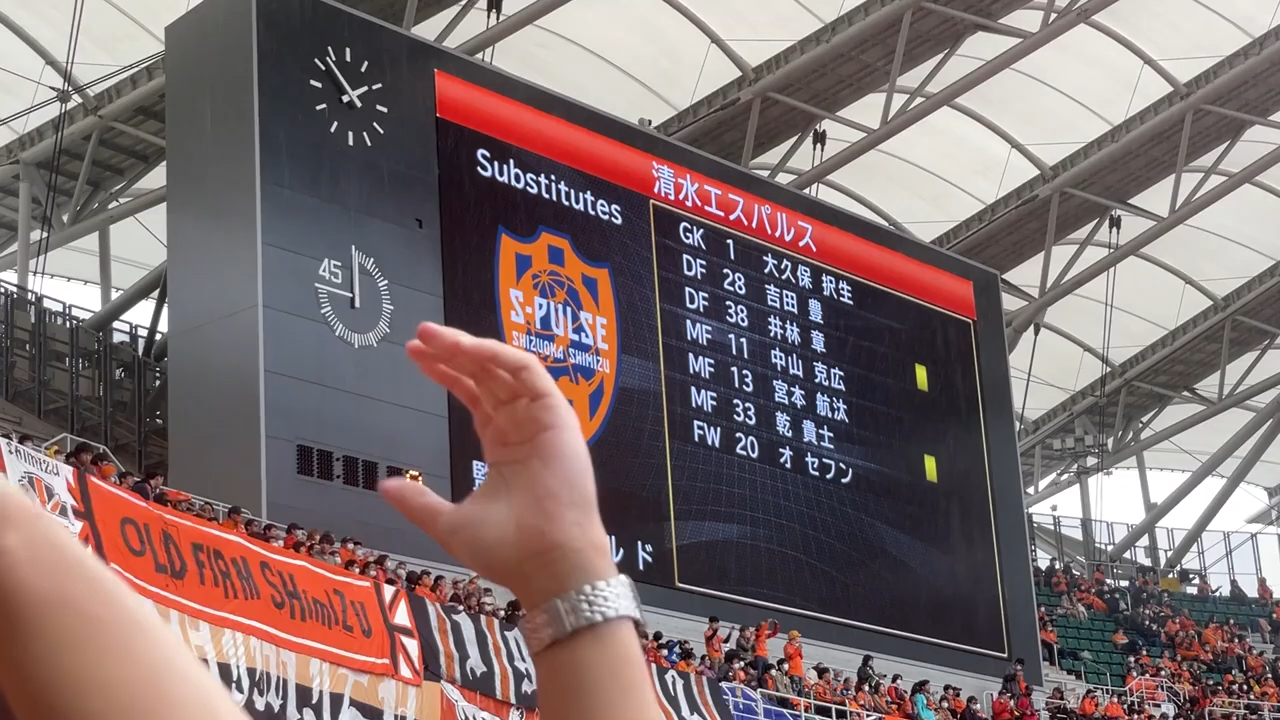 清水エスパルス
Substitutes
GK 1 大久保 択生
DF 28 吉田 豊
DF 38 井林 章
MF 11 中山 克広
MF 13 宮本 航汰
MF 33 乾 貴士
FW 20 オ セフン
S-PULSE
SHIZUOKA SHIMIZU
監
ルド
45
SHIMIZU
OLD FIRM SHimiZU